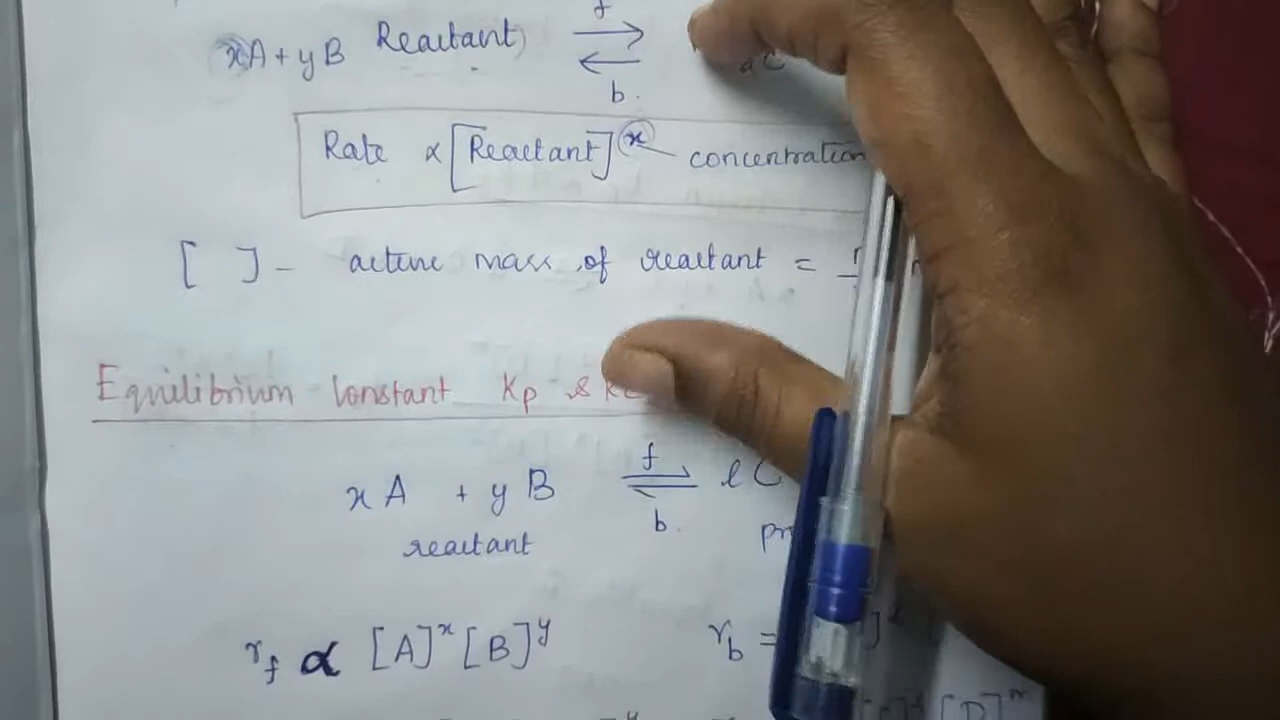 f
xA + yB Reactant ⇌
b.
Rate ∝ [Reactant]^x concentration
[ ] - active mass of reactant =
Equilibrium Constant Kp & Kc
f
xA + yB ⇌ lC
b.
reactant
r_f ∝ [A]^x [B]^y r_b =
[D]^m